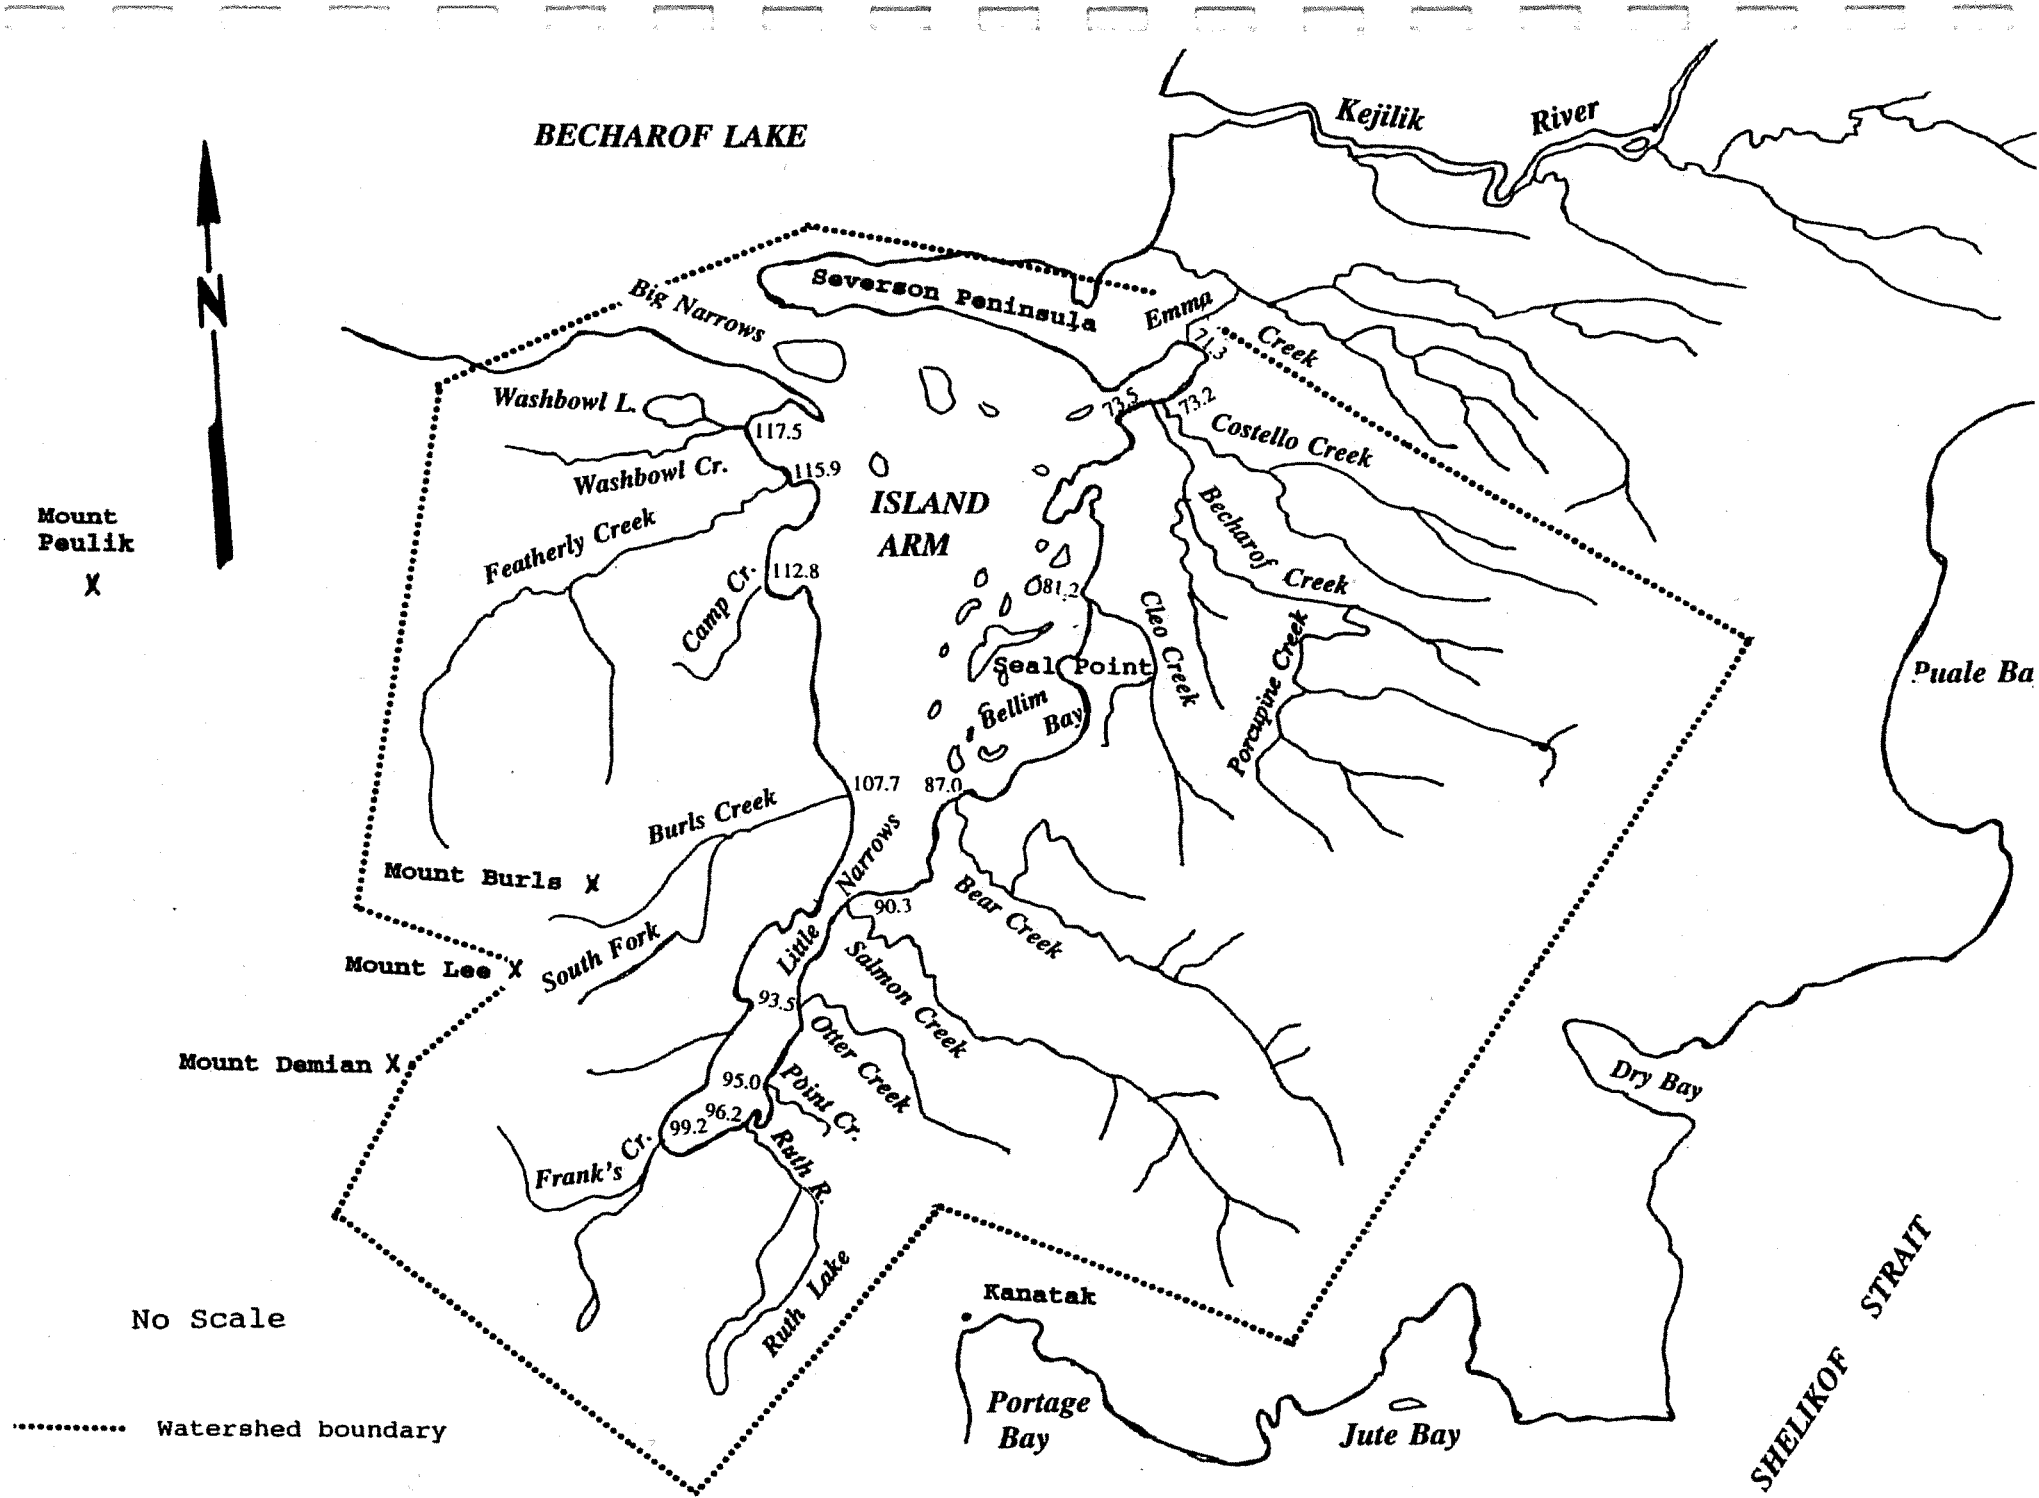 Kejilik River
BECHAROF LAKE
N
Big Narrows
Severson Peninsula
Emma
Creek
71.3
Washbowl L.
73.5
73.2
117.5
Costello Creek
Washbowl Cr.
115.9
ISLAND
ARM
Mount
Peulik
X
Featherly Creek
Becharof Creek
Camp Cr.
112.8
81.2
Cleo Creek
Porcupine Creek
Seal Point
Puale Ba
Bellim
Bay
107.7
87.0
Burls Creek
Narrows
Little
Mount Burls X
90.3
Bear Creek
South Fork
Salmon Creek
Mount Lee X
93.5
Otter Creek
Mount Demian X
95.0
Point Cr.
Dry Bay
96.2
99.2
Frank's Cr.
Ruth R.
Ruth Lake
Kanatak
SHELIKOF STRAIT
No Scale
Portage
Bay
Jute Bay
Watershed boundary